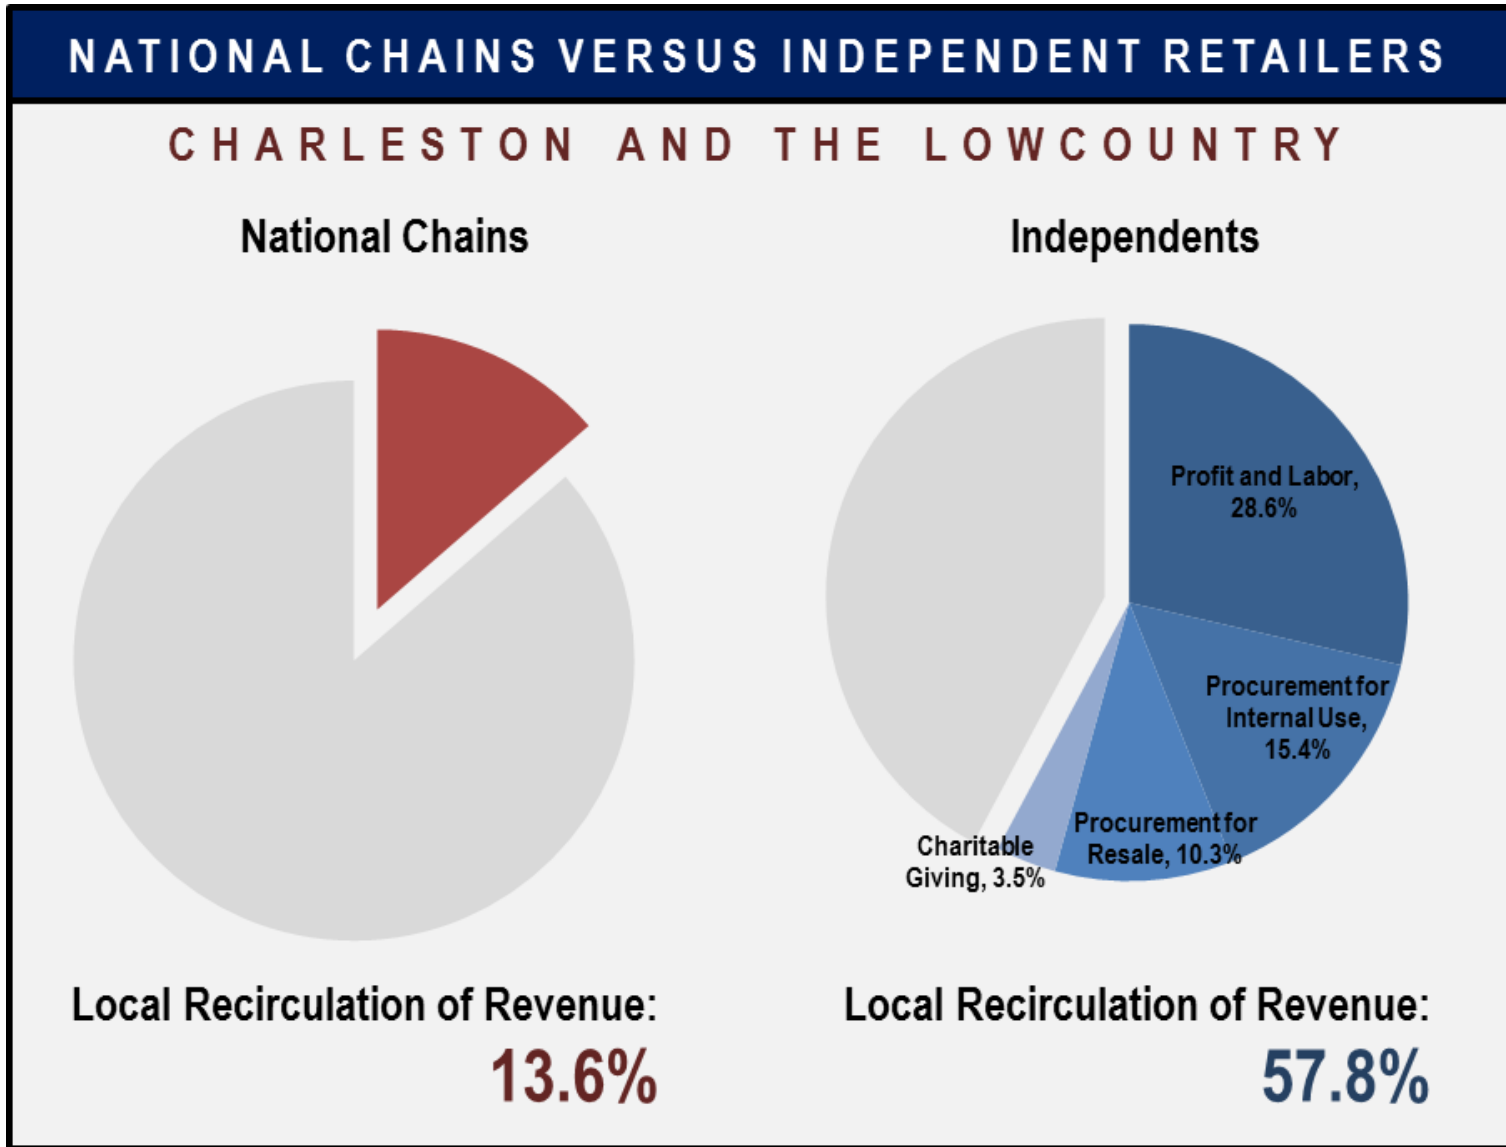 NATIONAL CHAINS VERSUS INDEPENDENT RETAILERS
CHARLESTON AND THE LOWCOUNTRY
National Chains
Independents
Profit and Labor,
28.6%
Procurement for
Internal Use,
15.4%
Procurement for
Resale, 10.3%
Charitable
Giving, 3.5%
Local Recirculation of Revenue:
13.6%
Local Recirculation of Revenue:
57.8%